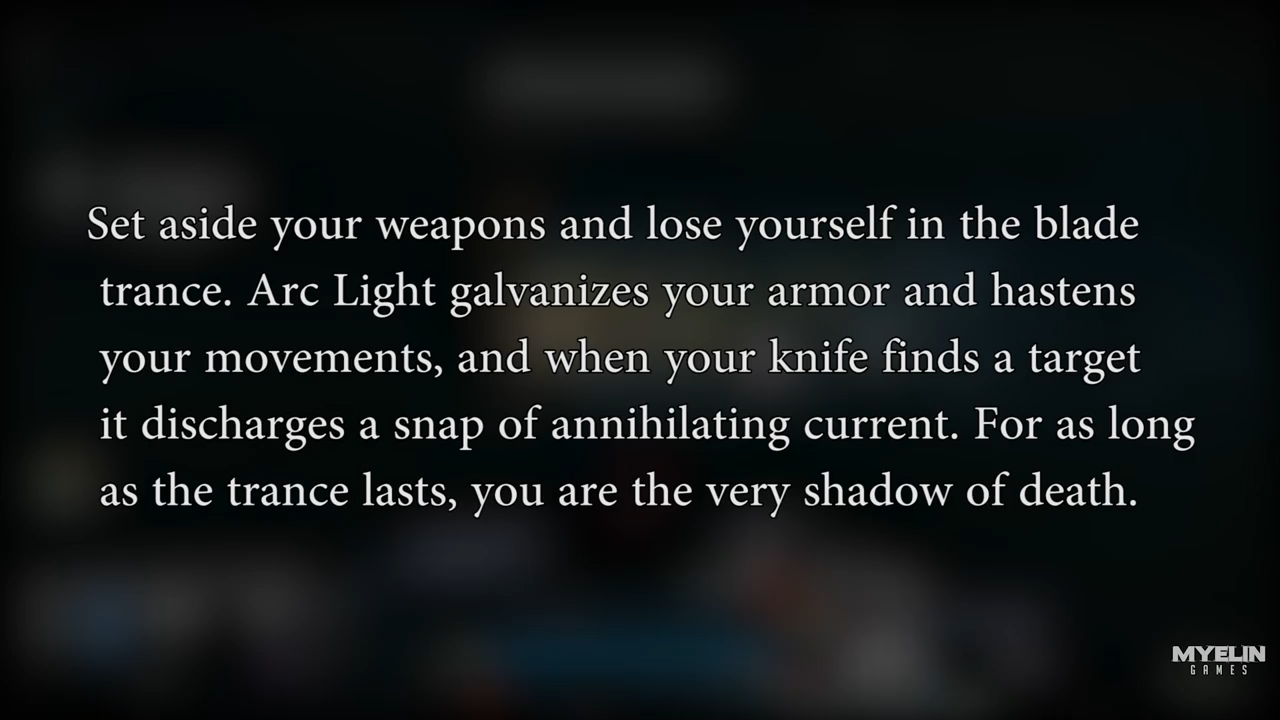 Set aside your weapons and lose yourself in the blade
trance. Arc Light galvanizes your armor and hastens
your movements, and when your knife finds a target
it discharges a snap of annihilating current. For as long
as the trance lasts, you are the very shadow of death.
MYELIN
GAMES